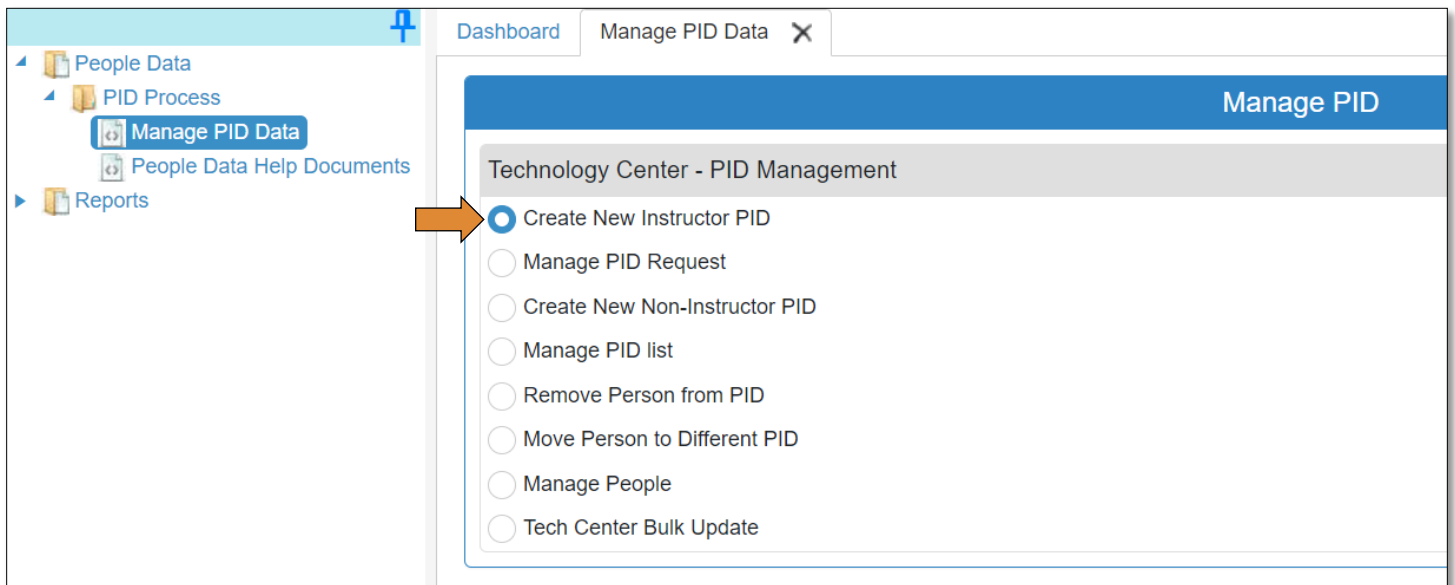 People Data
PID Process
Manage PID Data
People Data Help Documents
Reports
Dashboard
Manage PID Data
Manage PID
Technology Center - PID Management
Create New Instructor PID
Manage PID Request
Create New Non-Instructor PID
Manage PID list
Remove Person from PID
Move Person to Different PID
Manage People
Tech Center Bulk Update